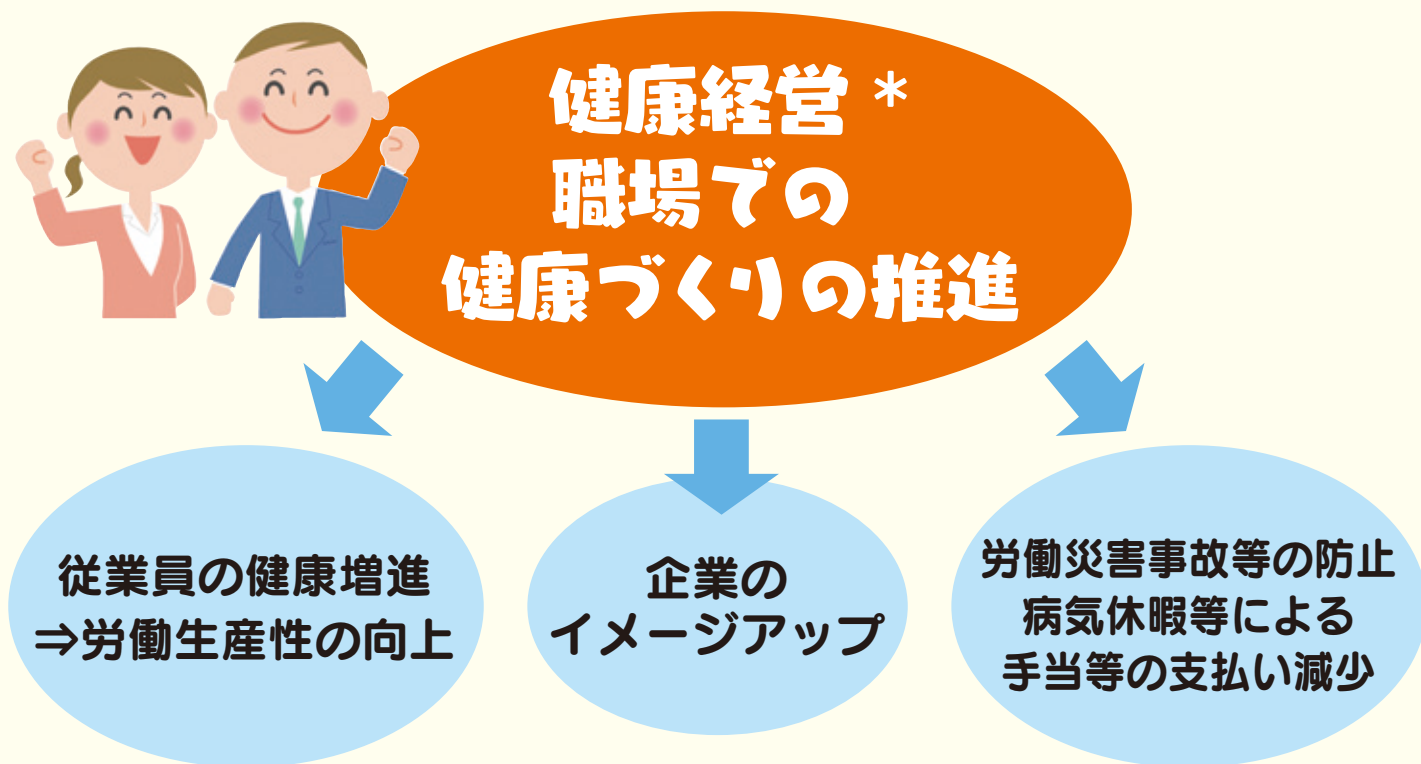 健康経営＊
職場での
健康づくりの推進
従業員の健康増進
⇒労働生産性の向上
企業の
イメージアップ
労働災害事故等の防止
病気休暇等による
手当等の支払い減少